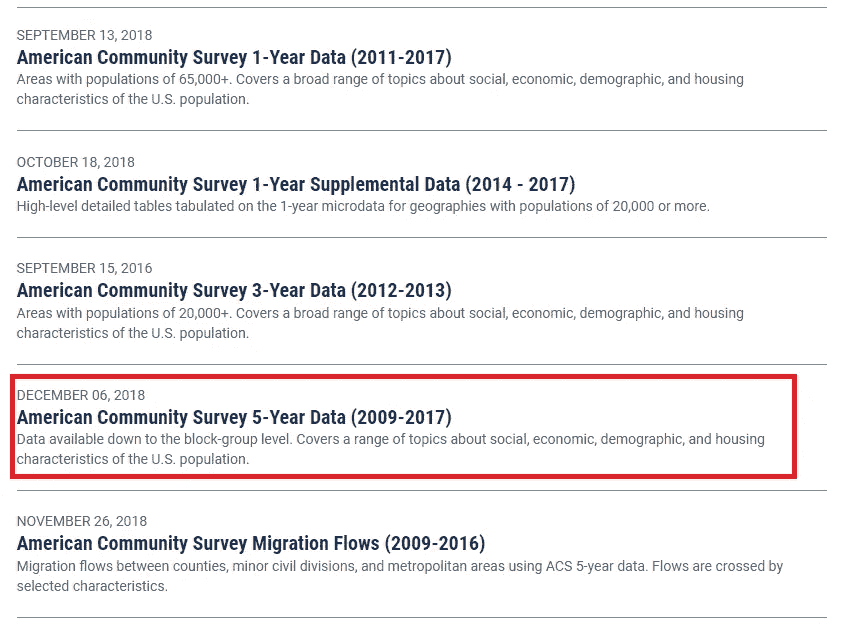 SEPTEMBER 13, 2018
American Community Survey 1-Year Data (2011-2017)
Areas with populations of 65,000+. Covers a broad range of topics about social, economic, demographic, and housing
characteristics of the U.S. population.
OCTOBER 18, 2018
American Community Survey 1-Year Supplemental Data (2014 - 2017)
High-level detailed tables tabulated on the 1-year microdata for geographies with populations of 20,000 or more.
SEPTEMBER 15, 2016
American Community Survey 3-Year Data (2012-2013)
Areas with populations of 20,000+. Covers a broad range of topics about social, economic, demographic, and housing
characteristics of the U.S. population.
DECEMBER 06, 2018
American Community Survey 5-Year Data (2009-2017)
Data available down to the block-group level. Covers a range of topics about social, economic, demographic, and housing
characteristics of the U.S. population.
NOVEMBER 26, 2018
American Community Survey Migration Flows (2009-2016)
Migration flows between counties, minor civil divisions, and metropolitan areas using ACS 5-year data. Flows are crossed by
selected characteristics.